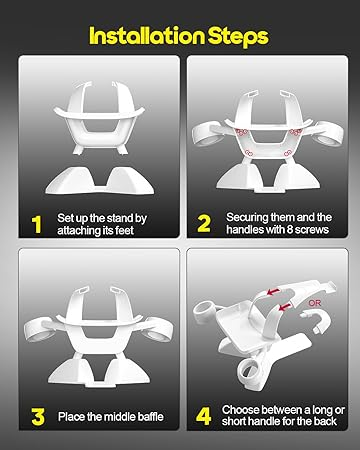 Installation Steps
1 Set up the stand by
attaching its feet
2 Securing them and the
handles with 8 screws
OR
3 Place the middle baffle
4 Choose between a long or
short handle for the back